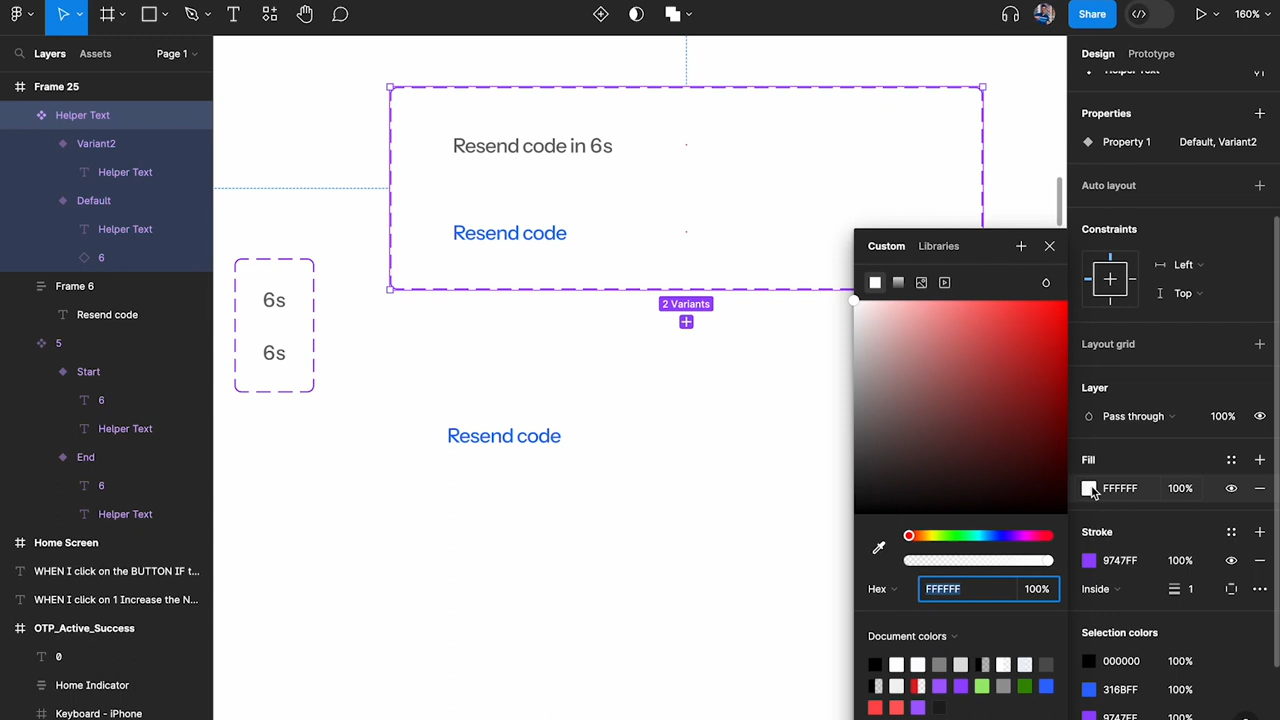 Share
160%
Layers
Assets
Page 1
Frame 25
Helper Text
Variant2
Helper Text
Default
Helper Text
6
Frame 6
Resend code
5
Start
6
Helper Text
End
6
Helper Text
Home Screen
WHEN I click on the BUTTON IF t...
WHEN I click on 1 Increase the N...
OTP_Active_Success
0
Home Indicator
Keyboard - iPhone
Resend code in 6s
Resend code
2 Variants
6s
6s
Resend code
Custom
Libraries
Hex
FFFFFF
100%
Document colors
Design
Prototype
Helper Text
Properties
Property 1
Default, Variant2
Auto layout
Constraints
Left
Top
Layout grid
Layer
Pass through
100%
Fill
FFFFFF
100%
Stroke
9747FF
100%
Inside
1
Selection colors
000000
100%
316BFF
100%
9747FF
100%